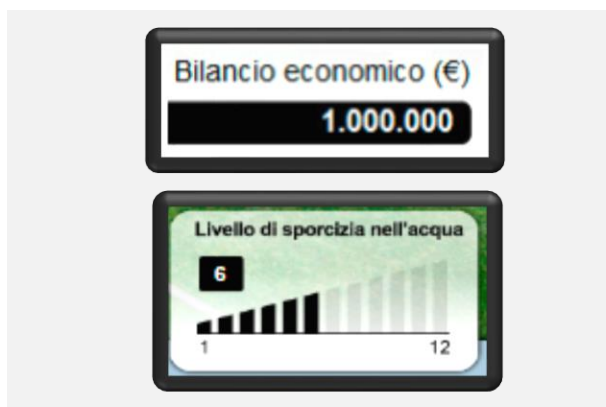 Bilancio economico (€)
1.000.000
Livello di sporcizia nell'acqua
6
1 12